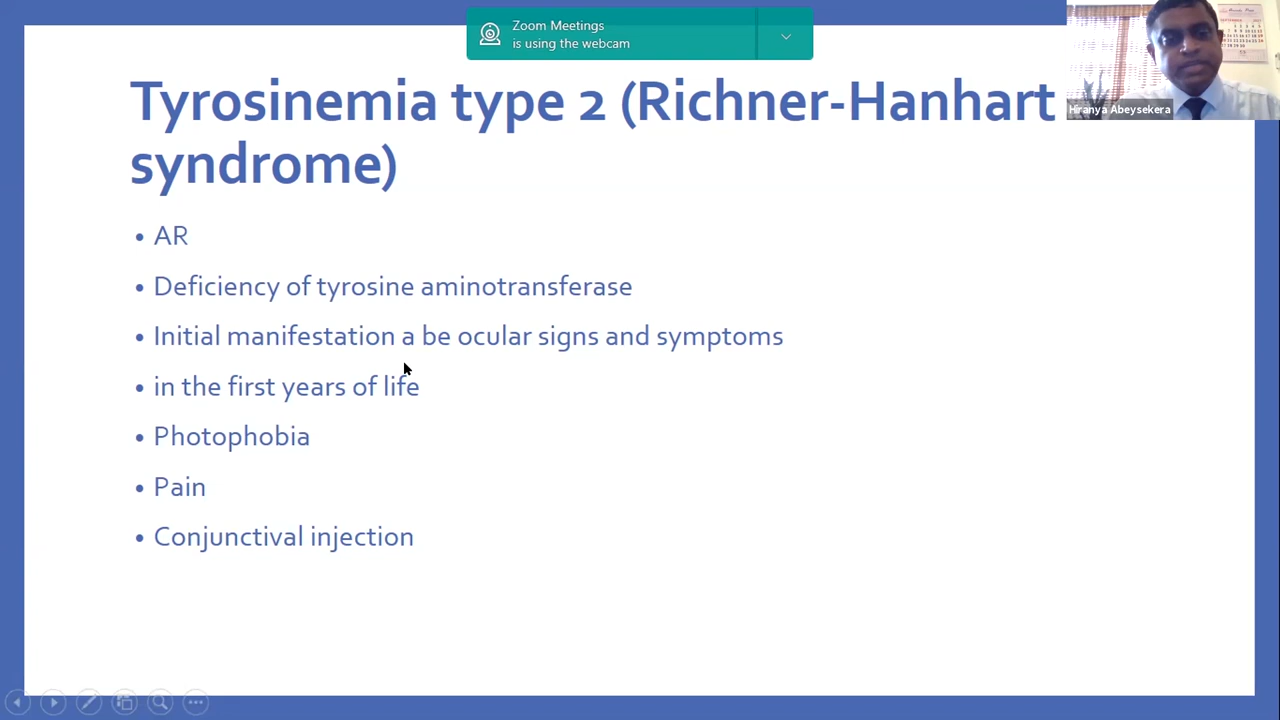 Zoom Meetings
is using the webcam
Hiranya Abeysekera
Tyrosinemia type 2 (Richner-Hanhart
syndrome)
• AR
• Deficiency of tyrosine aminotransferase
• Initial manifestation a be ocular signs and symptoms
• in the first years of life
• Photophobia
• Pain
• Conjunctival injection